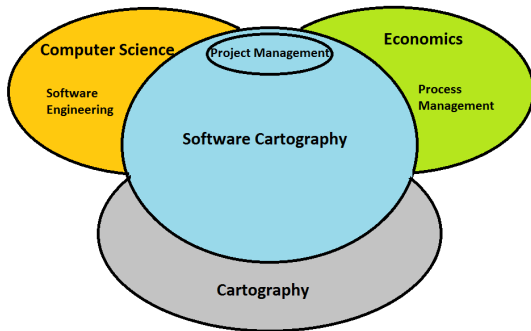 Computer Science
Software
Engineering
Project Management
Economics
Process
Management
Software Cartography
Cartography